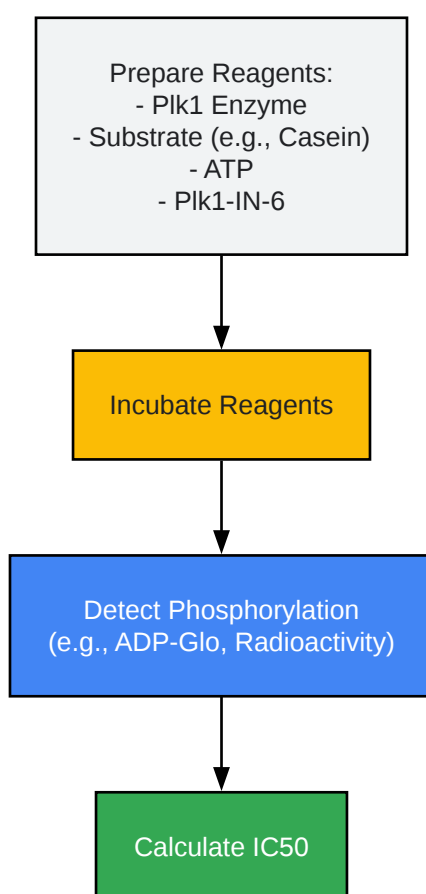 Prepare Reagents:
- Plk1 Enzyme
- Substrate (e.g., Casein)
- ATP
- Plk1-IN-6
Incubate Reagents
Detect Phosphorylation
(e.g., ADP-Glo, Radioactivity)
Calculate IC50